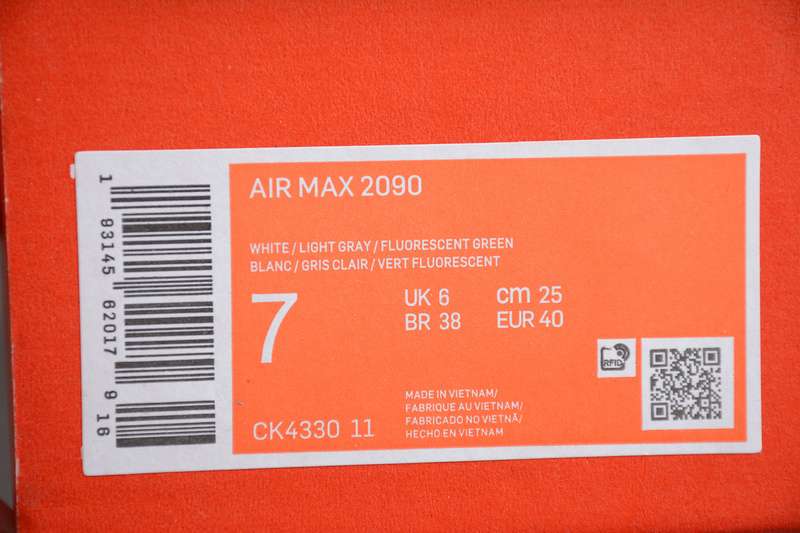 AIR MAX 2090
WHITE / LIGHT GRAY / FLUORESCENT GREEN
BLANC / GRIS CLAIR / VERT FLUORESCENT
7
UK 6 cm 25
BR 38 EUR 40
RFID
MADE IN VIETNAM/
FABRIQUE AU VIETNAM/
FABRICADO NO VIETNÃ/
HECHO EN VIETNAM
CK4330 11
1 93145 62017 9 16